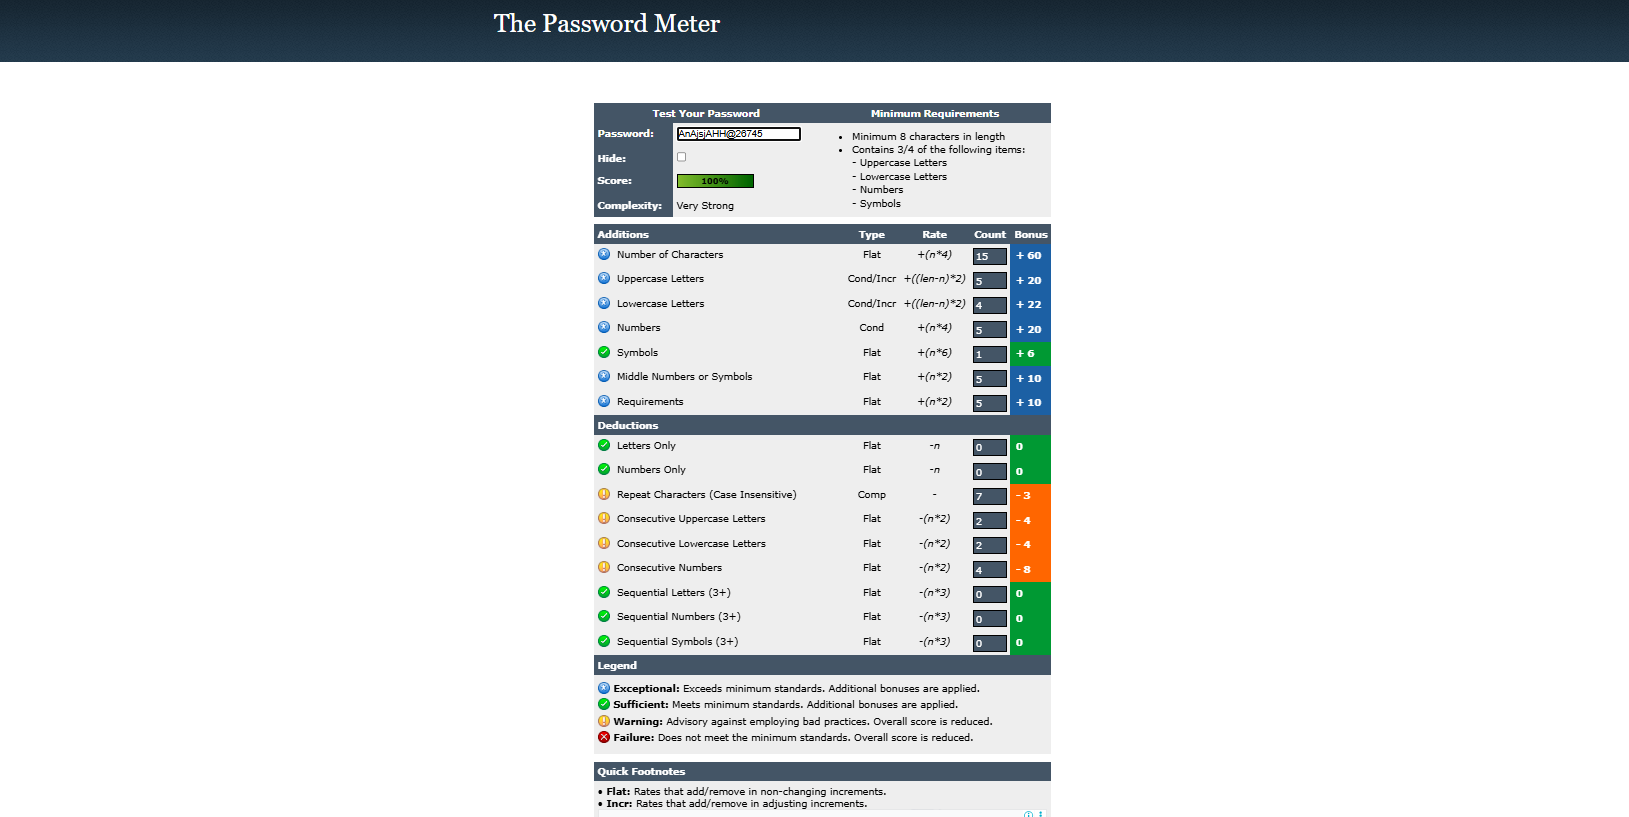 The Password Meter
Test Your Password Minimum Requirements
Password: AnAjsjAHH@26745
• Minimum 8 characters in length
• Contains 3/4 of the following items:
- Uppercase Letters
- Lowercase Letters
- Numbers
- Symbols
Hide:
Score: 100%
Complexity: Very Strong
Additions Type Rate Count Bonus
Number of Characters Flat +(n*4) 15 + 60
Uppercase Letters Cond/Incr +((len-n)*2) 5 + 20
Lowercase Letters Cond/Incr +((len-n)*2) 4 + 22
Numbers Cond +(n*4) 5 + 20
Symbols Flat +(n*6) 1 + 6
Middle Numbers or Symbols Flat +(n*2) 5 + 10
Requirements Flat +(n*2) 5 + 10
Deductions
Letters Only Flat -n 0 0
Numbers Only Flat -n 0 0
Repeat Characters (Case Insensitive) Comp - 7 - 3
Consecutive Uppercase Letters Flat -(n*2) 2 - 4
Consecutive Lowercase Letters Flat -(n*2) 2 - 4
Consecutive Numbers Flat -(n*2) 4 - 8
Sequential Letters (3+) Flat -(n*3) 0 0
Sequential Numbers (3+) Flat -(n*3) 0 0
Sequential Symbols (3+) Flat -(n*3) 0 0
Legend
Exceptional: Exceeds minimum standards. Additional bonuses are applied.
Sufficient: Meets minimum standards. Additional bonuses are applied.
Warning: Advisory against employing bad practices. Overall score is reduced.
Failure: Does not meet the minimum standards. Overall score is reduced.
Quick Footnotes
• Flat: Rates that add/remove in non-changing increments.
• Incr: Rates that add/remove in adjusting increments.